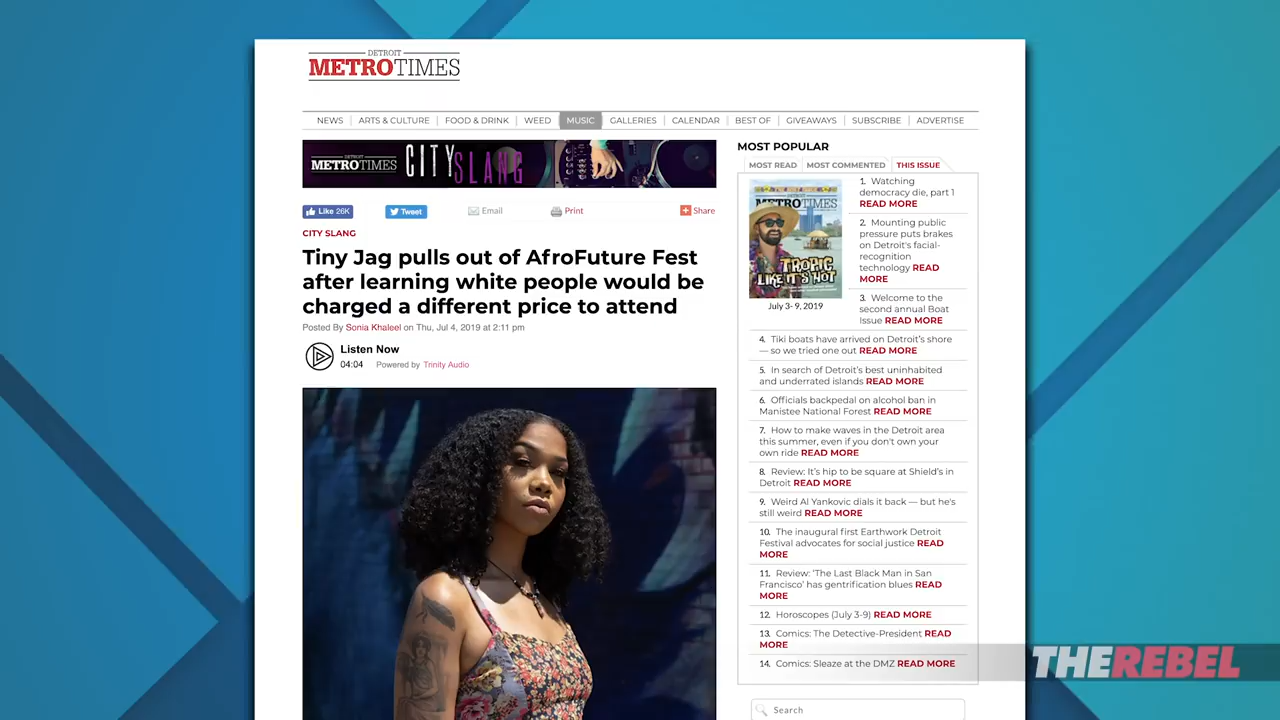 DETROIT
METROTIMES
NEWS
ARTS & CULTURE
FOOD & DRINK
WEED
MUSIC
GALLERIES
CALENDAR
BEST OF
GIVEAWAYS
SUBSCRIBE
ADVERTISE
DETROIT
METROTIMES
CITY SLANG
Like 26K
Tweet
Email
Print
Share
CITY SLANG
Tiny Jag pulls out of AfroFuture Fest
after learning white people would be
charged a different price to attend
Posted By Sonia Khaleel on Thu, Jul 4, 2019 at 2:11 pm
Listen Now
04:04 Powered by Trinity Audio
MOST POPULAR
MOST READ
MOST COMMENTED
THIS ISSUE
METROTIMES
TROPIC
LIKE IT'S HOT
July 3- 9, 2019
1. Watching
democracy die, part 1
READ MORE
2. Mounting public
pressure puts brakes
on Detroit's facial-
recognition
technology READ
MORE
3. Welcome to the
second annual Boat
Issue READ MORE
4. Tiki boats have arrived on Detroit's shore
— so we tried one out READ MORE
5. In search of Detroit's best uninhabited
and underrated islands READ MORE
6. Officials backpedal on alcohol ban in
Manistee National Forest READ MORE
7. How to make waves in the Detroit area
this summer, even if you don't own your
own ride READ MORE
8. Review: It's hip to be square at Shield's in
Detroit READ MORE
9. Weird Al Yankovic dials it back — but he's
still weird READ MORE
10. The inaugural first Earthwork Detroit
Festival advocates for social justice READ
MORE
11. Review: 'The Last Black Man in San
Francisco' has gentrification blues READ
MORE
12. Horoscopes (July 3-9) READ MORE
13. Comics: The Detective-President READ
MORE
14. Comics: Sleaze at the DMZ READ MORE
Search
THEREBEL